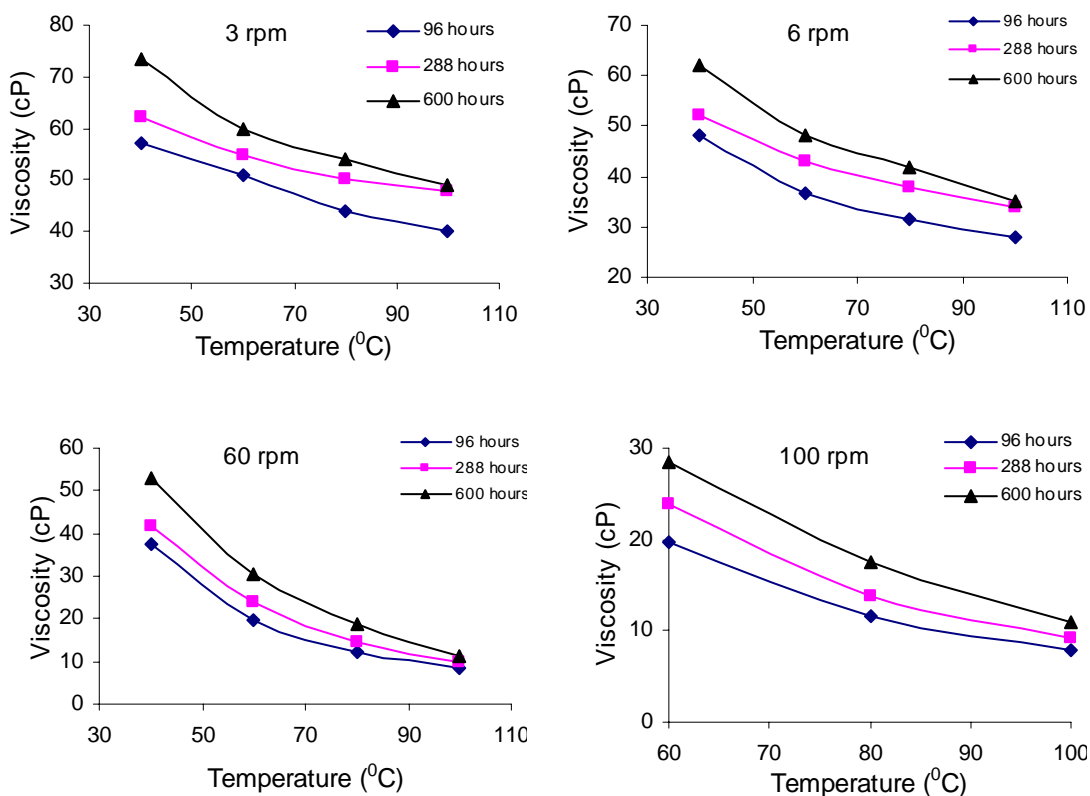 3 rpm
96 hours
288 hours
600 hours
Viscosity (cP)
80
70
60
50
40
30
30 50 70 90 110
Temperature (⁰C)
6 rpm
96 hours
288 hours
600 hours
Viscosity (cP)
70
60
50
40
30
20
30 50 70 90 110
Temperature (⁰C)
60 rpm
96 hours
288 hours
600 hours
Viscosity (cP)
60
50
40
30
20
10
0
30 50 70 90 110
Temperature (⁰C)
100 rpm
96 hours
288 hours
600 hours
Viscosity (cP)
30
20
10
0
60 70 80 90 100
Temperature (⁰C)